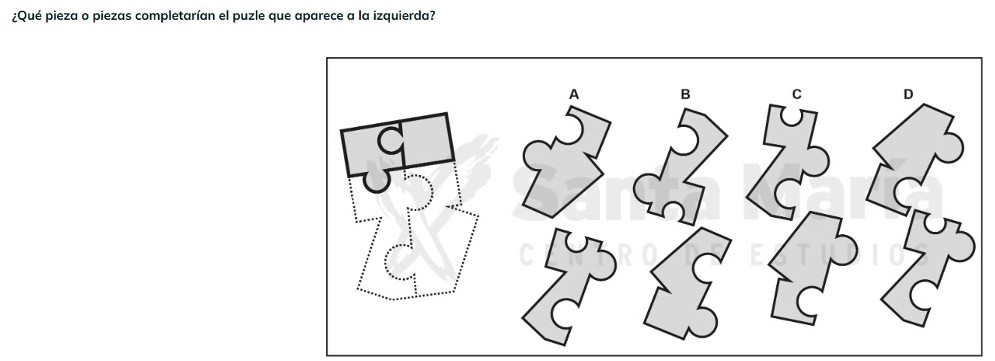 ¿Qué pieza o piezas completarían el puzle que aparece a la izquierda?
A B C D
Santa María
CENTRO DE ESTUDIOS